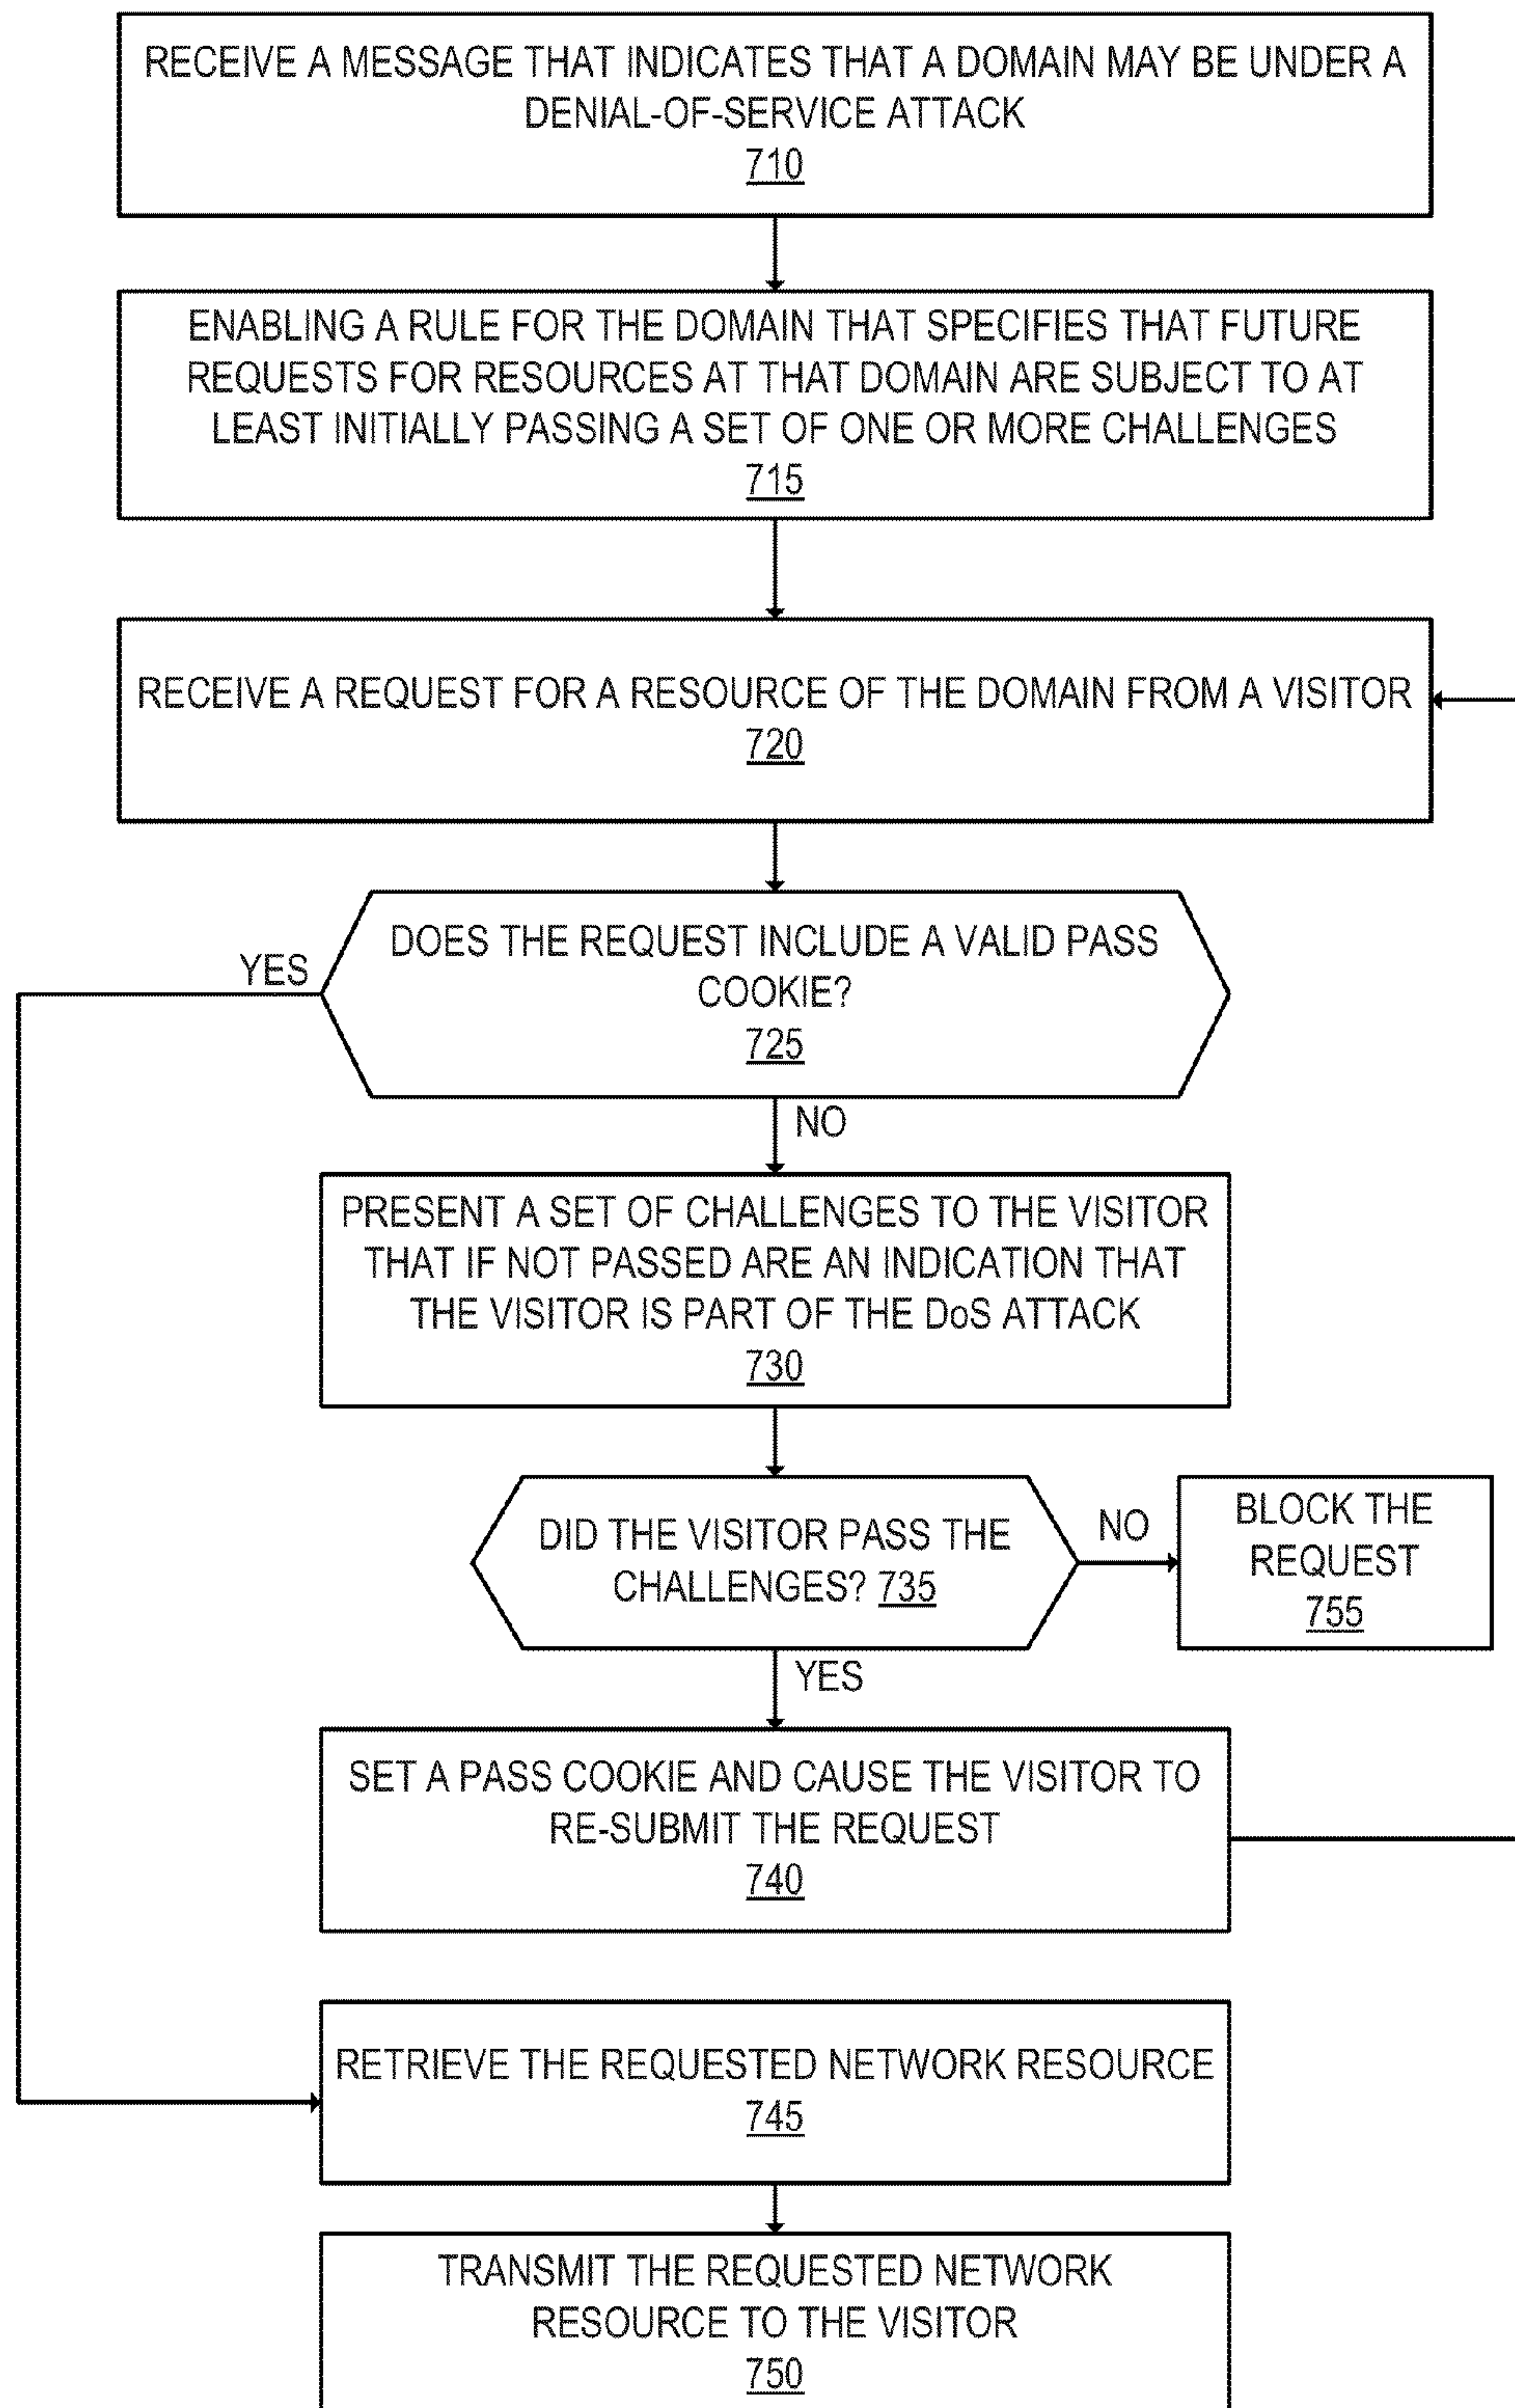 RECEIVE A MESSAGE THAT INDICATES THAT A DOMAIN MAY BE UNDER A
DENIAL-OF-SERVICE ATTACK
710
ENABLING A RULE FOR THE DOMAIN THAT SPECIFIES THAT FUTURE
REQUESTS FOR RESOURCES AT THAT DOMAIN ARE SUBJECT TO AT
LEAST INITIALLY PASSING A SET OF ONE OR MORE CHALLENGES
715
RECEIVE A REQUEST FOR A RESOURCE OF THE DOMAIN FROM A VISITOR
720
DOES THE REQUEST INCLUDE A VALID PASS
COOKIE?
725
YES
NO
PRESENT A SET OF CHALLENGES TO THE VISITOR
THAT IF NOT PASSED ARE AN INDICATION THAT
THE VISITOR IS PART OF THE DoS ATTACK
730
DID THE VISITOR PASS THE
CHALLENGES? 735
NO
BLOCK THE
REQUEST
755
YES
SET A PASS COOKIE AND CAUSE THE VISITOR TO
RE-SUBMIT THE REQUEST
740
RETRIEVE THE REQUESTED NETWORK RESOURCE
745
TRANSMIT THE REQUESTED NETWORK
RESOURCE TO THE VISITOR
750